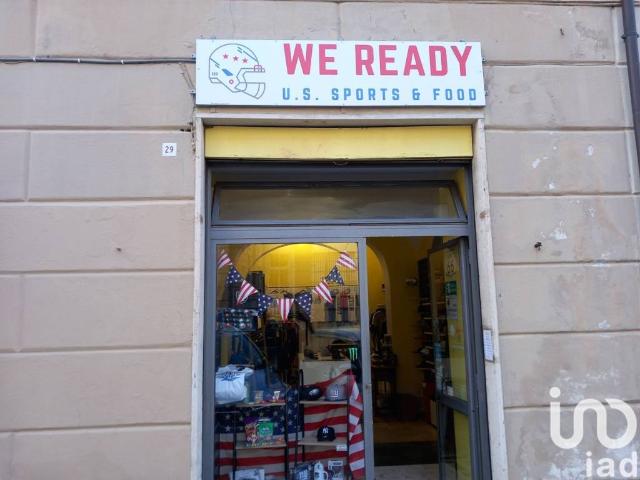 WE READY
U.S. SPORTS & FOOD
29
iad